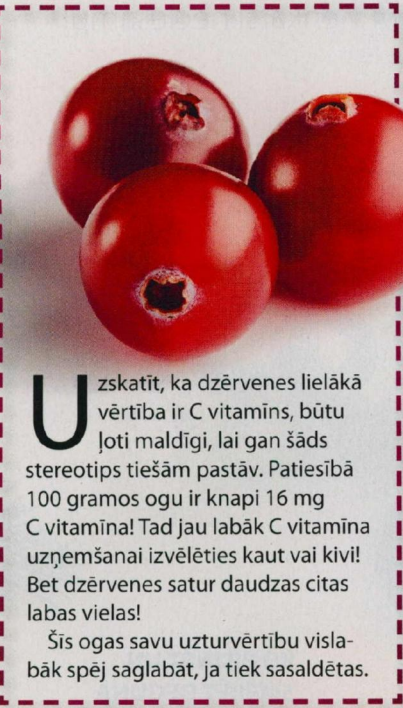 Uzskatīt, ka dzērvenes lielākā
vērtība ir C vitamīns, būtu
ļoti maldīgi, lai gan šāds
stereotips tiešām pastāv. Patiesībā
100 gramos ogu ir knapi 16 mg
C vitamīna! Tad jau labāk C vitamīna
uzņemšanai izvēlēties kaut vai kivi!
Bet dzērvenes satur daudzas citas
labas vielas!
Šīs ogas savu uzturvērtību visla-
bāk spēj saglabāt, ja tiek sasaldētas.